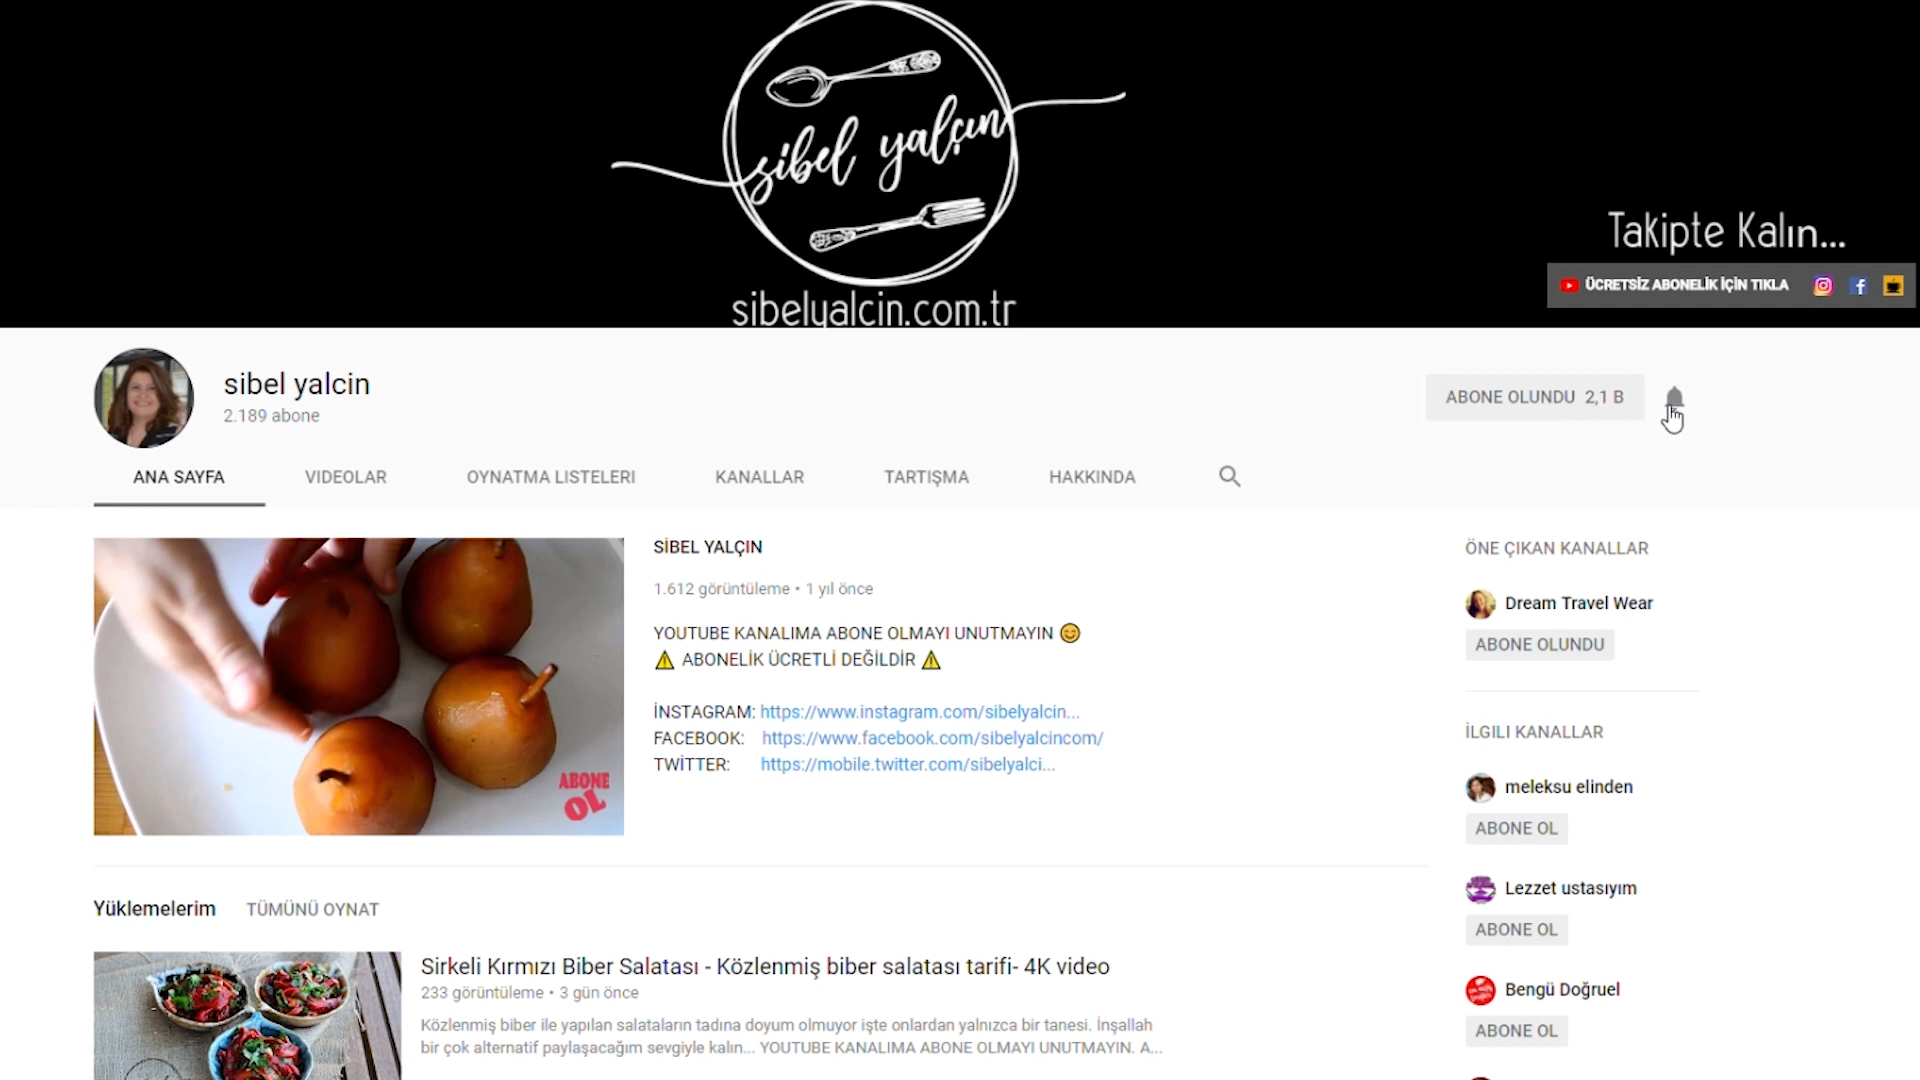 sibel yalçın
sibelyalcin.com.tr
Takipte Kalın...
ÜCRETSİZ ABONELİK İÇİN TIKLA
sibel yalcin
2.189 abone
ABONE OLUNDU 2,1 B
ANA SAYFA
VIDEOLAR
OYNATMA LISTELERI
KANALLAR
TARTIŞMA
HAKKINDA
ABONE
OL
SİBEL YALÇIN
1.612 görüntüleme • 1 yıl önce
YOUTUBE KANALIMA ABONE OLMAYI UNUTMAYIN 😊
⚠ ABONELİK ÜCRETLİ DEĞİLDİR ⚠
İNSTAGRAM: https://www.instagram.com/sibelyalcin...
FACEBOOK: https://www.facebook.com/sibelyalcincom/
TWİTTER: https://mobile.twitter.com/sibelyalci...
ÖNE ÇIKAN KANALLAR
Dream Travel Wear
ABONE OLUNDU
İLGILI KANALLAR
meleksu elinden
ABONE OL
Lezzet ustasıyım
ABONE OL
Bengü Doğruel
ABONE OL
Yüklemelerim TÜMÜNÜ OYNAT
Sirkeli Kırmızı Biber Salatası - Közlenmiş biber salatası tarifi- 4K video
233 görüntüleme • 3 gün önce
Közlenmiş biber ile yapılan salataların tadına doyum olmuyor işte onlardan yalnızca bir tanesi. İnşallah
bir çok alternatif paylaşacağım sevgiyle kalın... YOUTUBE KANALIMA ABONE OLMAYI UNUTMAYIN. A...